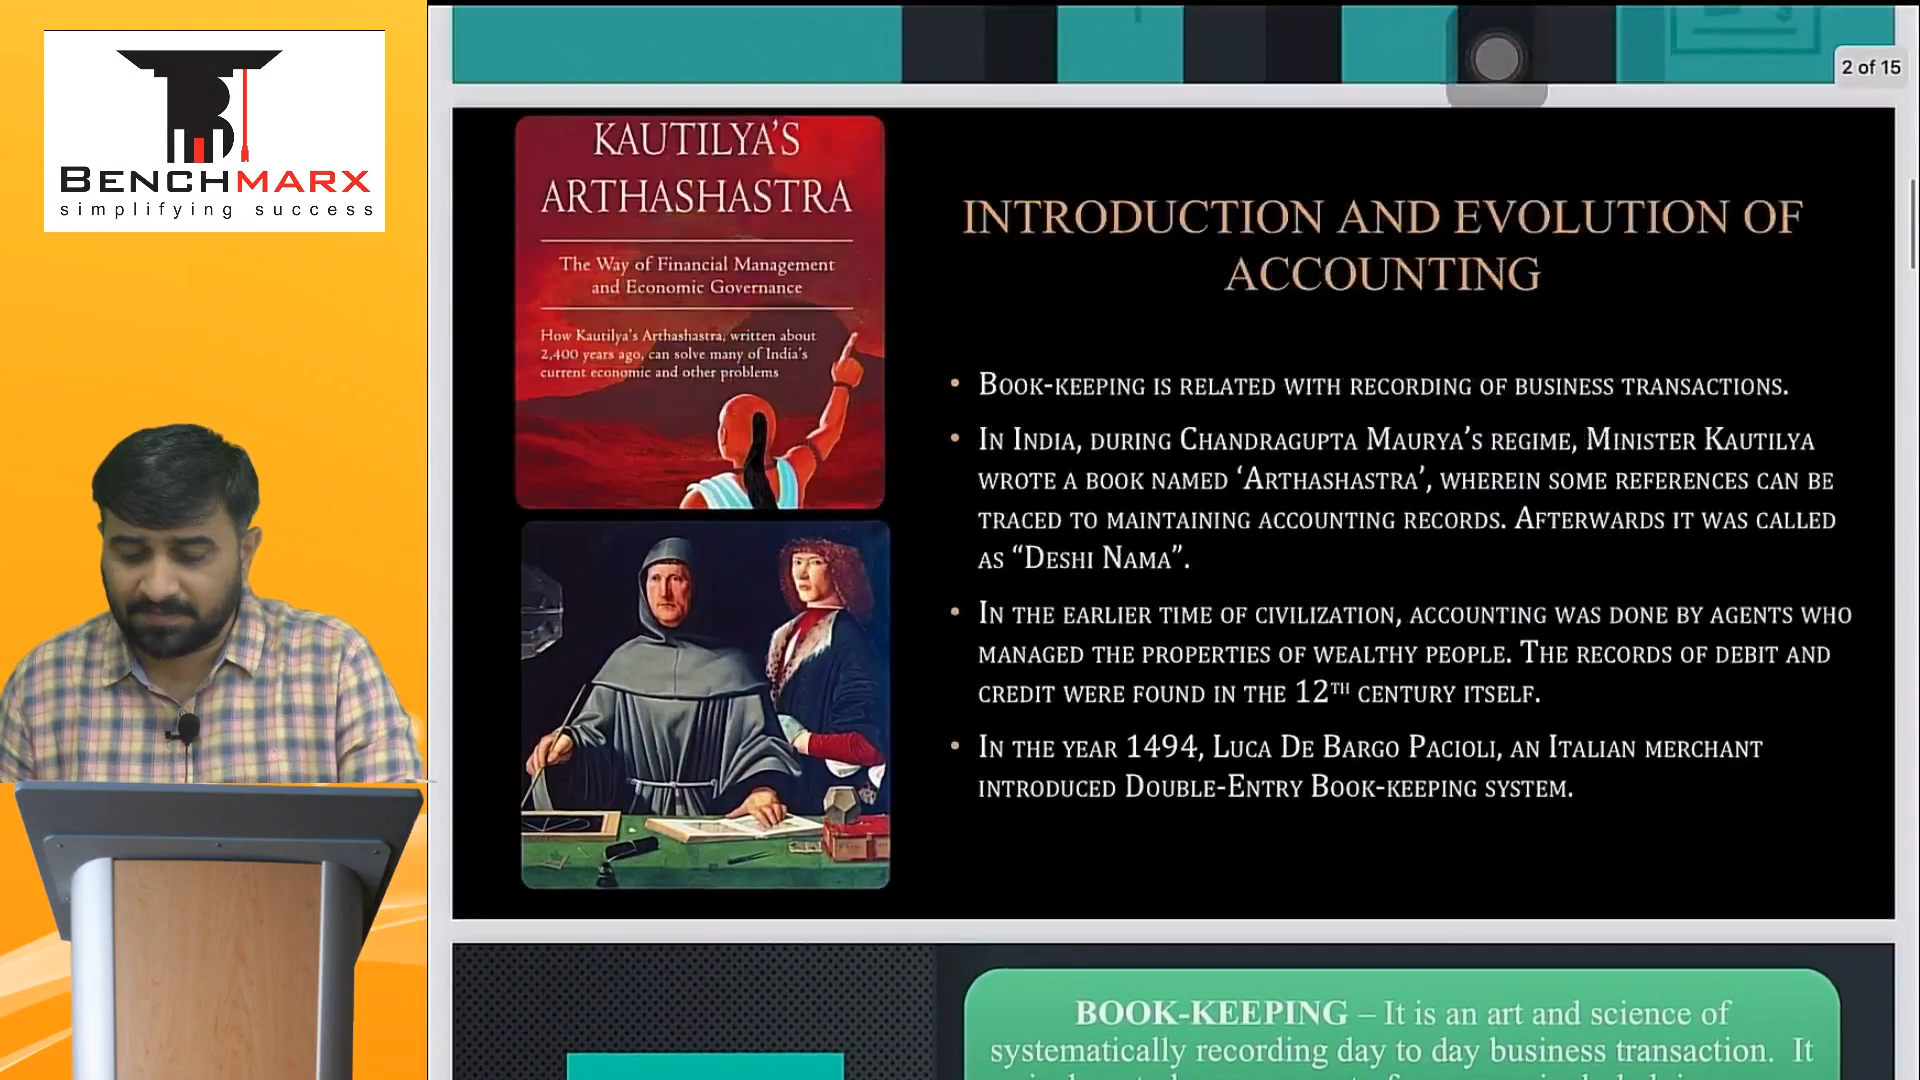 BENCHMARX
simplifying success
2 of 15
KAUTILYA'S
ARTHASHASTRA
The Way of Financial Management
and Economic Governance
How Kautilya's Arthashastra, written about
2,400 years ago, can solve many of India's
current economic and other problems
INTRODUCTION AND EVOLUTION OF
ACCOUNTING
• BOOK-KEEPING IS RELATED WITH RECORDING OF BUSINESS TRANSACTIONS.
• IN INDIA, DURING CHANDRAGUPTA MAURYA'S REGIME, MINISTER KAUTILYA
WROTE A BOOK NAMED ‘ARTHASHASTRA’, WHEREIN SOME REFERENCES CAN BE
TRACED TO MAINTAINING ACCOUNTING RECORDS. AFTERWARDS IT WAS CALLED
AS “DESHI NAMA”.
• IN THE EARLIER TIME OF CIVILIZATION, ACCOUNTING WAS DONE BY AGENTS WHO
MANAGED THE PROPERTIES OF WEALTHY PEOPLE. THE RECORDS OF DEBIT AND
CREDIT WERE FOUND IN THE 12TH CENTURY ITSELF.
• IN THE YEAR 1494, LUCA DE BARGO PACIOLI, AN ITALIAN MERCHANT
INTRODUCED DOUBLE-ENTRY BOOK-KEEPING SYSTEM.
BOOK-KEEPING – It is an art and science of
systematically recording day to day business transaction. It